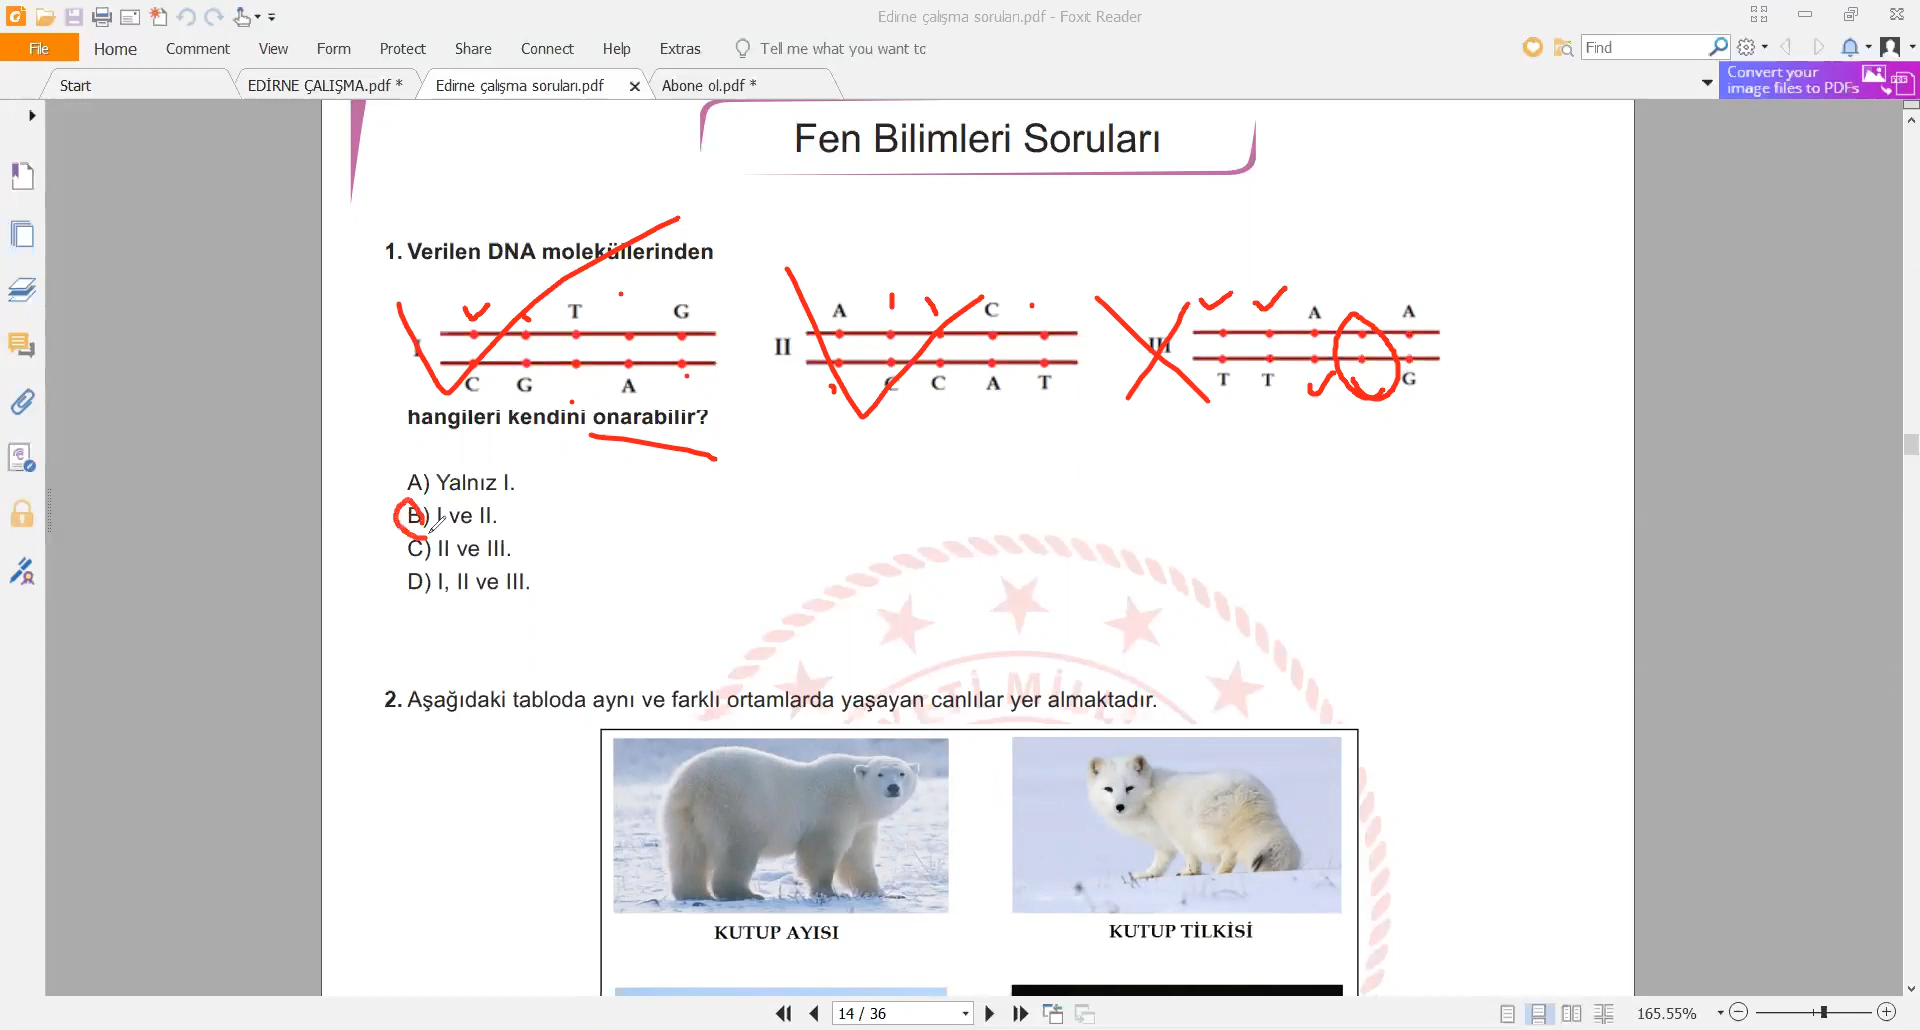 Edirne çalışma soruları.pdf - Foxit Reader
File Home Comment View Form Protect Share Connect Help Extras Tell me what you want to Find
Start EDİRNE ÇALIŞMA.pdf * Edirne çalışma soruları.pdf Abone ol.pdf *
Convert your
image files to PDFs
Fen Bilimleri Soruları
1. Verilen DNA moleküllerinden
T G
I
C G A
A C
II
C C A T
A A
III
T T G
hangileri kendini onarabilir?
A) Yalnız I.
B) I ve II.
C) II ve III.
D) I, II ve III.
2. Aşağıdaki tabloda aynı ve farklı ortamlarda yaşayan canlılar yer almaktadır.
KUTUP AYISI
KUTUP TİLKİSİ
14 / 36
165.55%